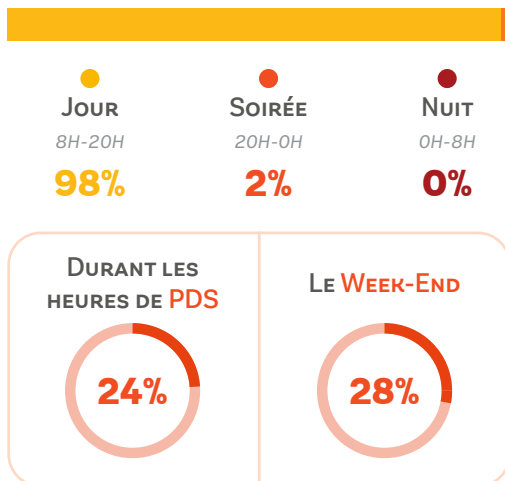 Jour
8H-20H
98%
Soirée
20H-0H
2%
Nuit
0H-8H
0%
Durant les
heures de PDS
24%
Le Week-End
28%